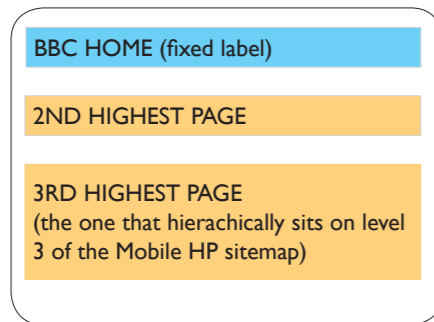 BBC HOME (fixed label)
2ND HIGHEST PAGE
3RD HIGHEST PAGE
(the one that hierachically sits on level
3 of the Mobile HP sitemap)